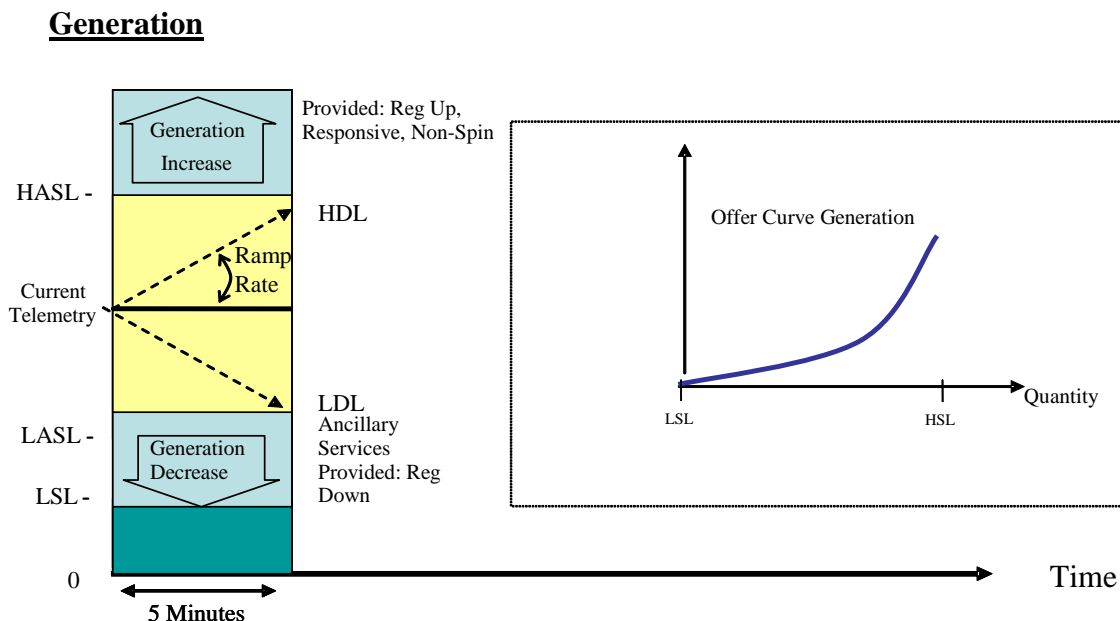 Generation
Provided: Reg Up,
Responsive, Non-Spin
Generation
Increase
HASL -
HDL
Ramp
Rate
Current
Telemetry
LDL
Ancillary
Services
Provided: Reg
Down
LASL -
Generation
Decrease
LSL -
0
5 Minutes
Time
Offer Curve Generation
Quantity
LSL
HSL